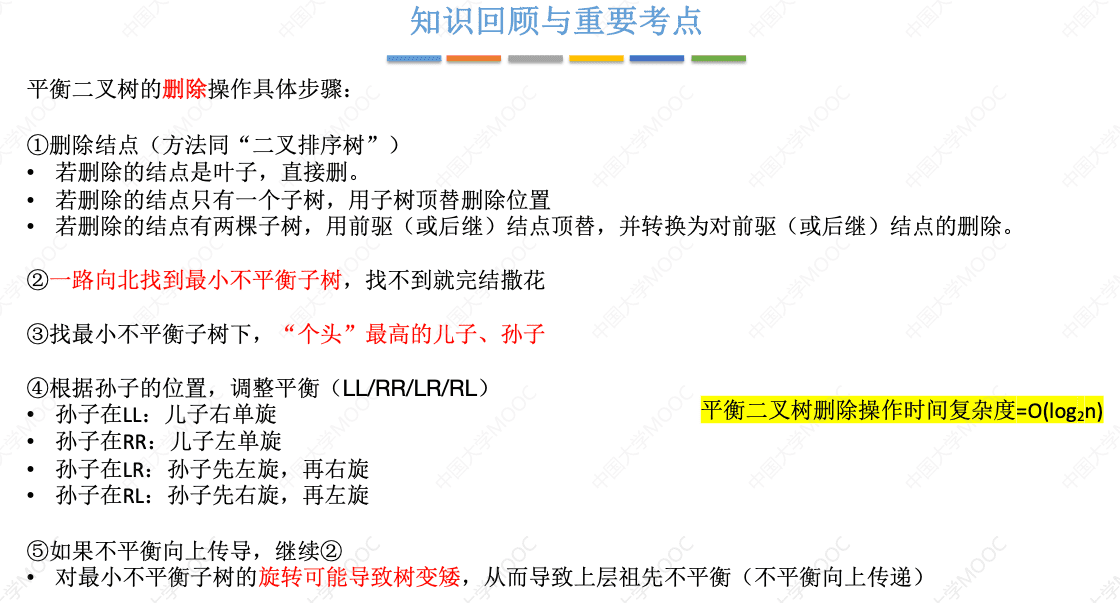 知识回顾与重要考点
平衡二叉树的删除操作具体步骤：
①删除结点（方法同“二叉排序树”）
• 若删除的结点是叶子，直接删。
• 若删除的结点只有一个子树，用子树顶替删除位置
• 若删除的结点有两棵子树，用前驱（或后继）结点顶替，并转换为对前驱（或后继）结点的删除。
②一路向北找到最小不平衡子树，找不到就完结撒花
③找最小不平衡子树下，“个头”最高的儿子、孙子
④根据孙子的位置，调整平衡（LL/RR/LR/RL）
• 孙子在LL：儿子右单旋
• 孙子在RR：儿子左单旋
• 孙子在LR：孙子先左旋，再右旋
• 孙子在RL：孙子先右旋，再左旋
平衡二叉树删除操作时间复杂度=O(log₂n)
⑤如果不平衡向上传导，继续②
• 对最小不平衡子树的旋转可能导致树变矮，从而导致上层祖先不平衡（不平衡向上传递）
中国大学MOOC